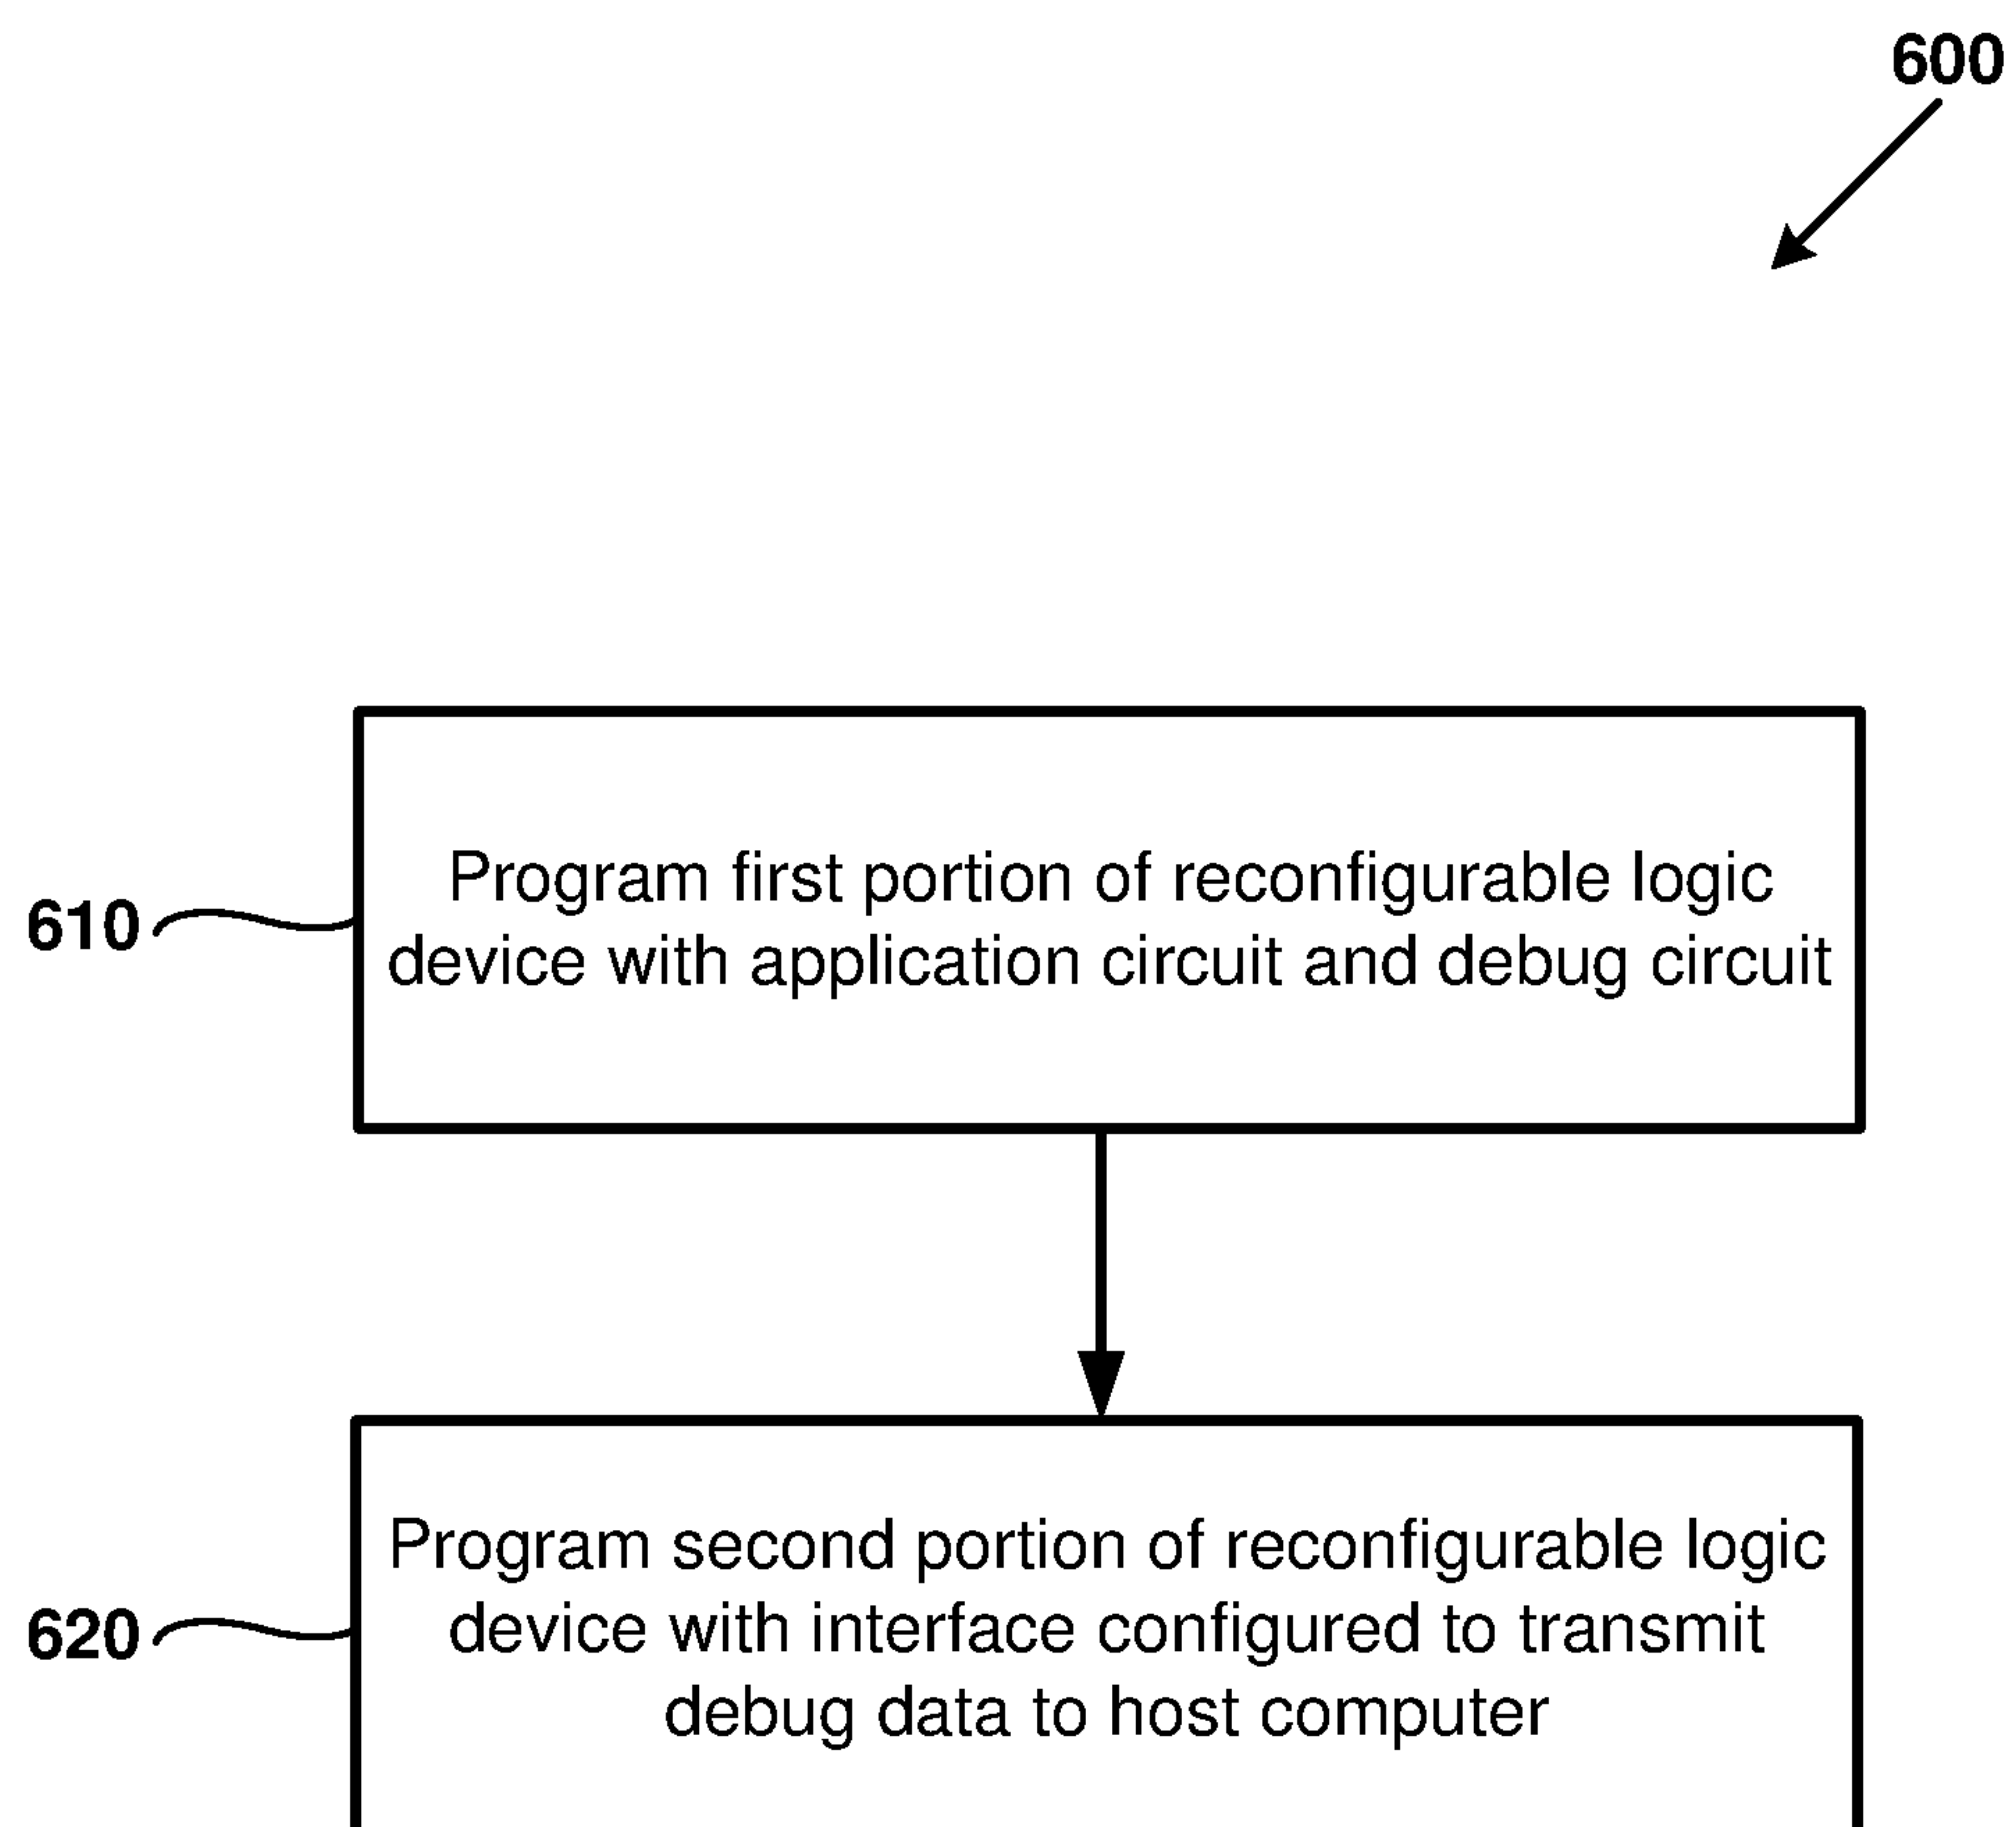 600
610
Program first portion of reconfigurable logic
device with application circuit and debug circuit
620
Program second portion of reconfigurable logic
device with interface configured to transmit
debug data to host computer